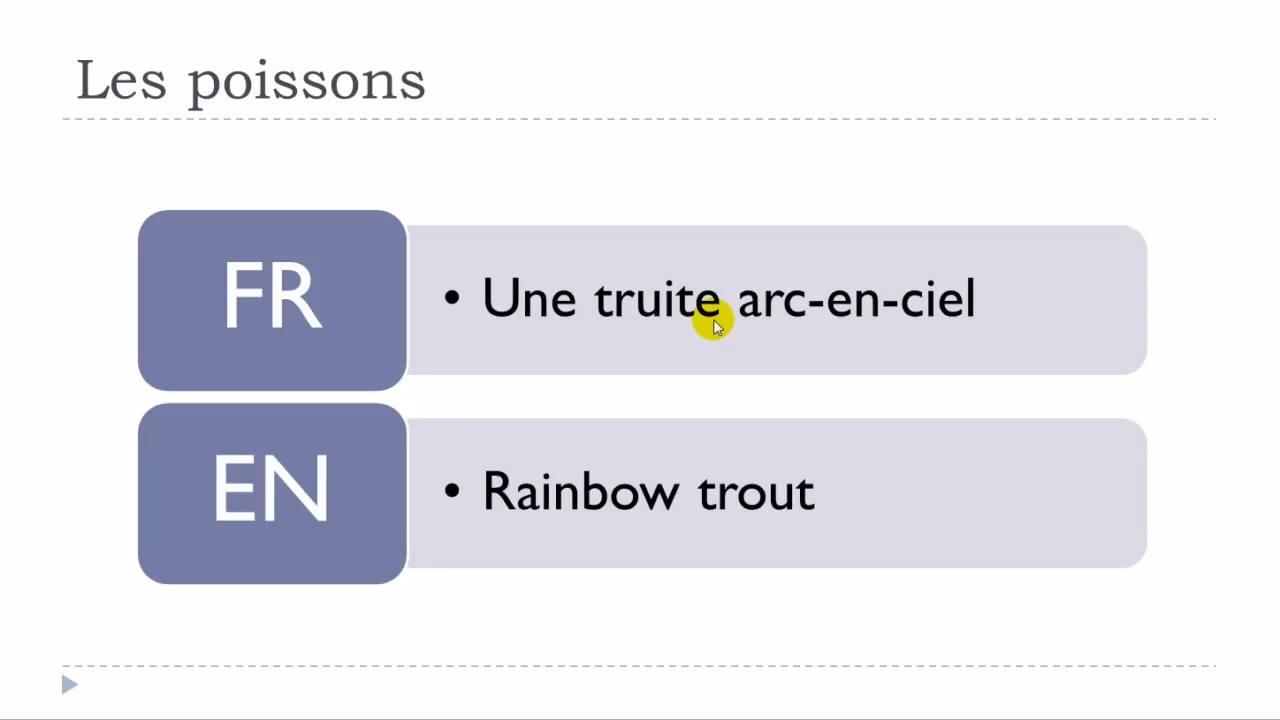 Les poissons
FR
• Une truite arc-en-ciel
EN
• Rainbow trout